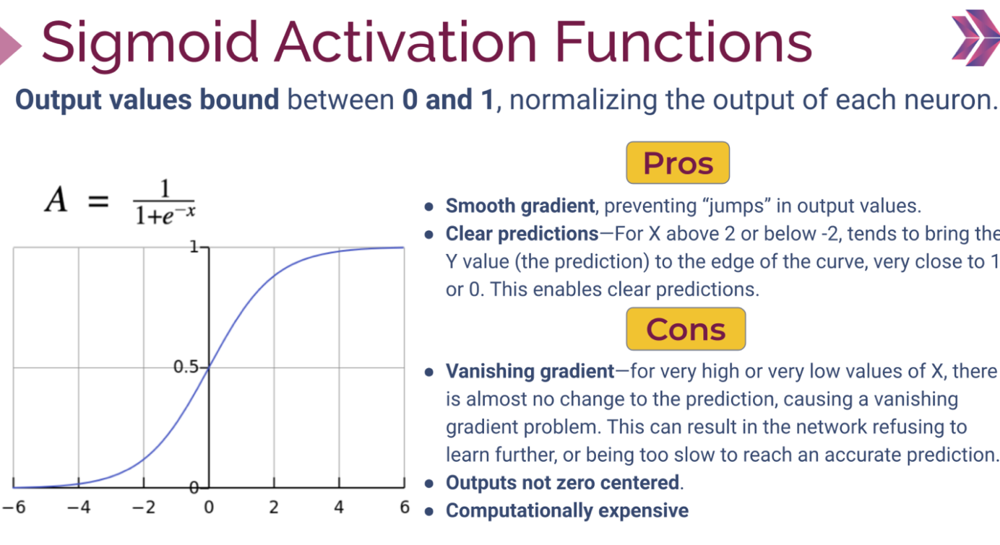 Sigmoid Activation Functions
Output values bound between 0 and 1, normalizing the output of each neuron.
A = 1/1+e^−x
1
0.5
0
−6 −4 −2 0 2 4 6
Pros
● Smooth gradient, preventing “jumps” in output values.
● Clear predictions—For X above 2 or below -2, tends to bring the
Y value (the prediction) to the edge of the curve, very close to 1
or 0. This enables clear predictions.
Cons
● Vanishing gradient—for very high or very low values of X, there
is almost no change to the prediction, causing a vanishing
gradient problem. This can result in the network refusing to
learn further, or being too slow to reach an accurate prediction.
● Outputs not zero centered.
● Computationally expensive